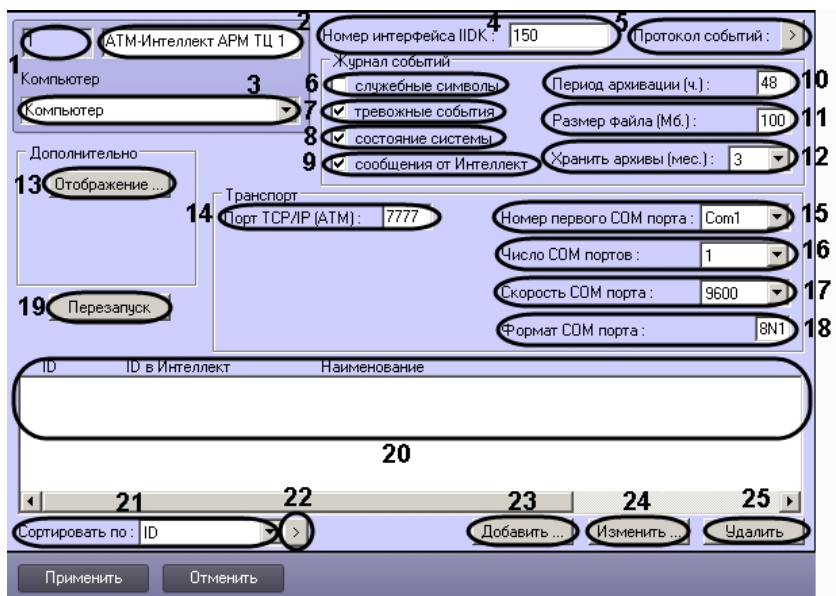 1 1
2 АТМ-Интеллект АРМ ТЦ 1
Компьютер
3
Компьютер
4 Номер интерфейса IIDK : 150
5 Протокол событий : >
Журнал событий
6 служебные символы
7 тревожные события
8 состояние системы
9 сообщения от Интеллект
Период архивации (ч.) : 48 10
Размер файла (Мб.) : 100 11
Хранить архивы (мес.) : 3 12
Дополнительно
13 Отображение ...
Транспорт
14 Порт TCP/IP (ATM) : 7777
Номер первого COM порта : Com1 15
Число COM портов : 1 16
Скорость COM порта : 9600 17
Формат COM порта : 8N1 18
19 Перезапуск
ID ID в Интеллект Наименование
20
21 22 23 24 25
Сортировать по : ID > Добавить ... Изменить ... Удалить
Применить Отменить